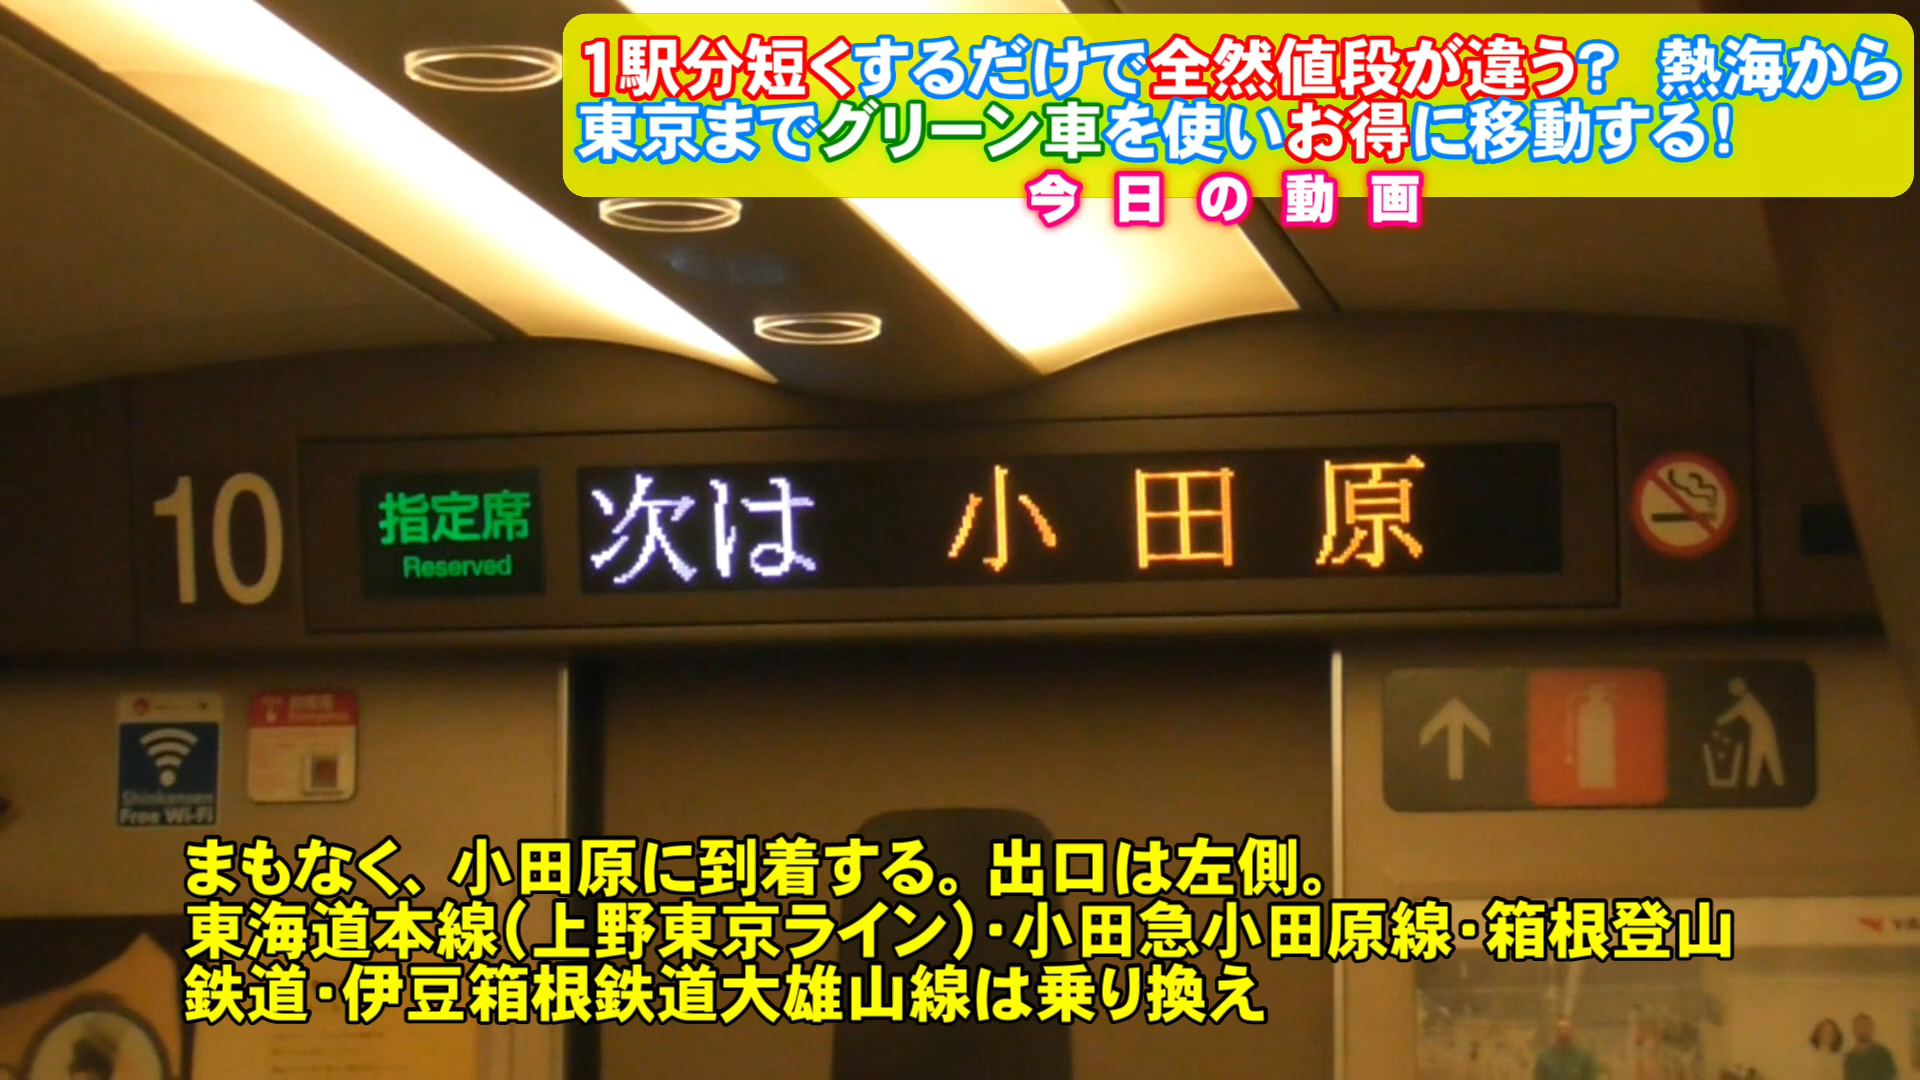 1駅分短くするだけで全然値段が違う? 熱海から
東京までグリーン車を使いお得に移動する!
今日の動画
10
指定席
Reserved
次は 小田原
Shinkansen
Free Wi-Fi
Emergency
まもなく、小田原に到着する。出口は左側。
東海道本線(上野東京ライン)・小田急小田原線・箱根登山
鉄道・伊豆箱根鉄道大雄山線は乗り換え